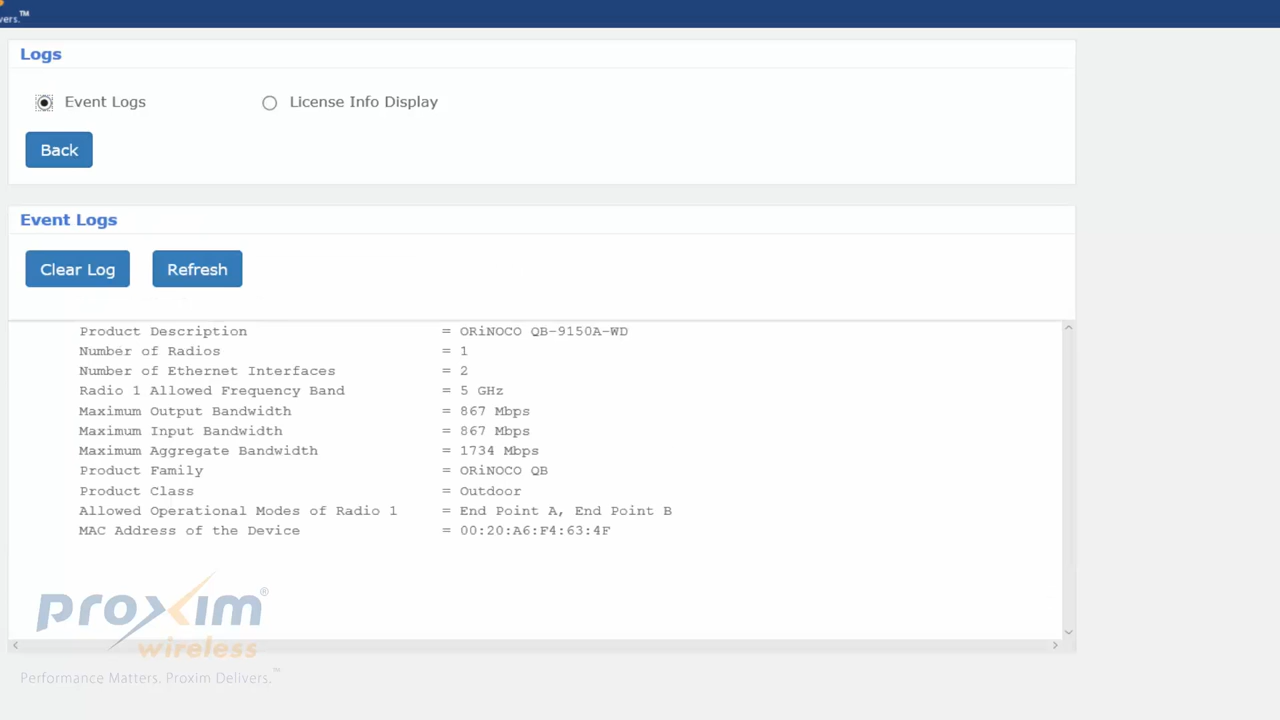 vers.™
Logs
Event Logs
License Info Display
Back
Event Logs
Clear Log
Refresh
Product Description = ORiNOCO QB-9150A-WD
Number of Radios = 1
Number of Ethernet Interfaces = 2
Radio 1 Allowed Frequency Band = 5 GHz
Maximum Output Bandwidth = 867 Mbps
Maximum Input Bandwidth = 867 Mbps
Maximum Aggregate Bandwidth = 1734 Mbps
Product Family = ORiNOCO QB
Product Class = Outdoor
Allowed Operational Modes of Radio 1 = End Point A, End Point B
MAC Address of the Device = 00:20:A6:F4:63:4F
proxim®
wireless
Performance Matters. Proxim Delivers.™